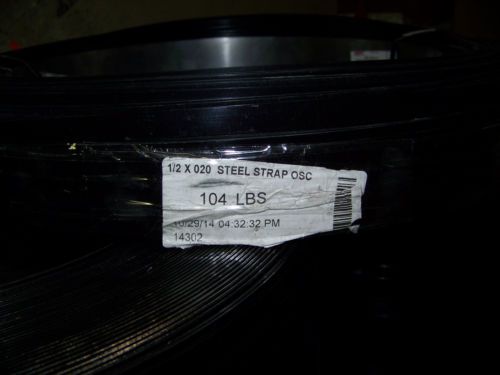 1/2 X 020 STEEL STRAP OSC
104 LBS
10/29/14 04:32:32 PM
14302